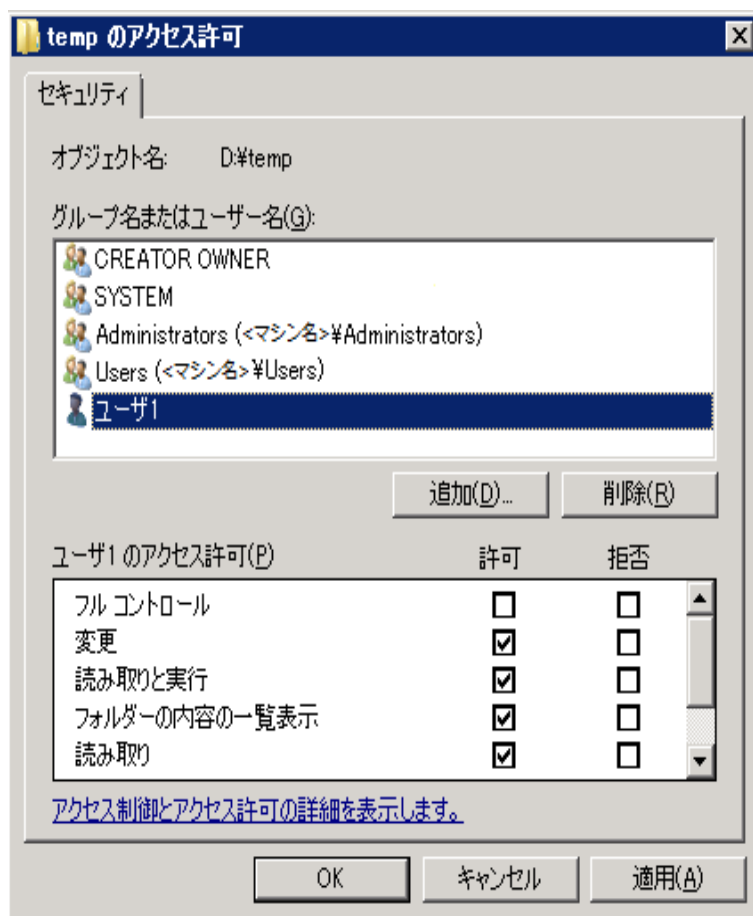 temp のアクセス許可
セキュリティ
オブジェクト名: D:¥temp
グループ名またはユーザー名(G):
CREATOR OWNER
SYSTEM
Administrators (<マシン名>¥Administrators)
Users (<マシン名>¥Users)
ユーザ1
追加(D)... 削除(R)
ユーザ1 のアクセス許可(P) 許可 拒否
フル コントロール
変更
読み取りと実行
フォルダーの内容の一覧表示
読み取り
アクセス制御とアクセス許可の詳細を表示します。
OK キャンセル 適用(A)